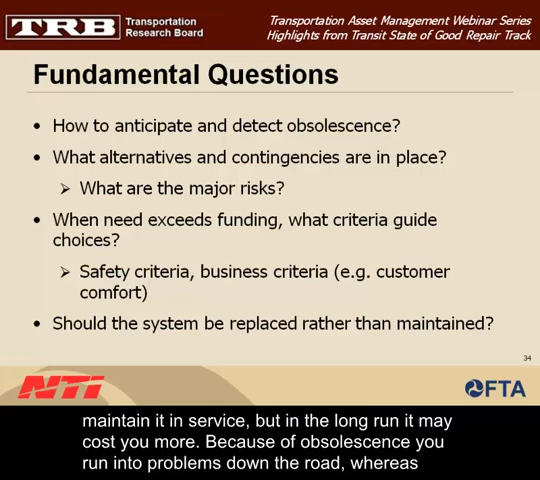 TRB Transportation Research Board
Transportation Asset Management Webinar Series
Highlights from Transit State of Good Repair Track
Fundamental Questions
• How to anticipate and detect obsolescence?
• What alternatives and contingencies are in place?
➢ What are the major risks?
• When need exceeds funding, what criteria guide
choices?
➢ Safety criteria, business criteria (e.g. customer
comfort)
• Should the system be replaced rather than maintained?
34
NTI
FTA
maintain it in service, but in the long run it may
cost you more. Because of obsolescence you
run into problems down the road, whereas